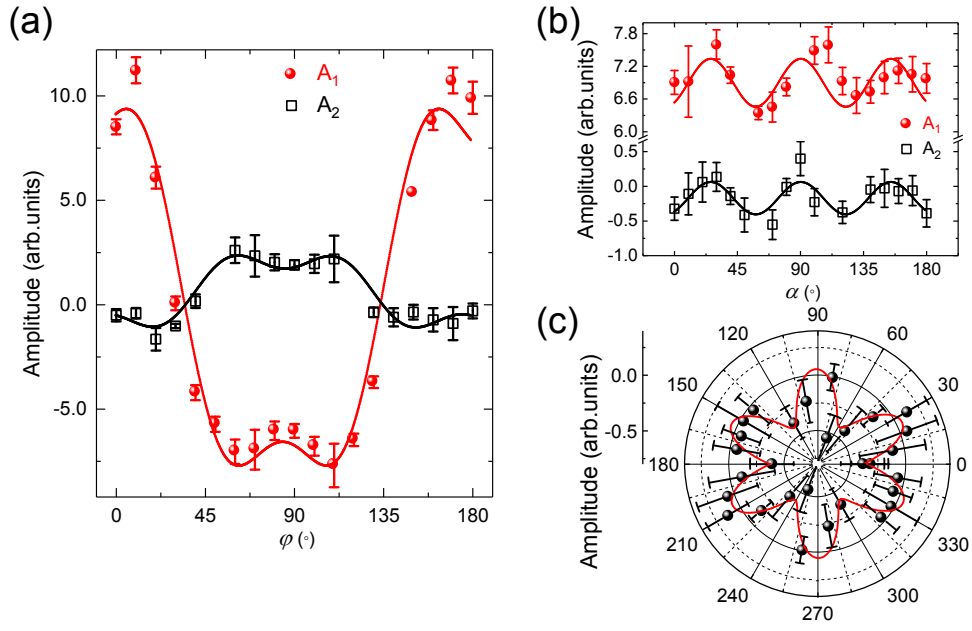 (a)
Amplitude (arb.units)
10.0
5.0
0.0
-5.0
A1
A2
0 45 90 135 180
φ (°)
(b)
Amplitude (arb.units)
7.8
7.2
6.6
6.0
0.5
0.0
-0.5
-1.0
A1
A2
0 45 90 135 180
α (°)
(c)
Amplitude (arb.units)
0.0
-0.5
90
120 60
150 30
180 0
210 330
240 300
270